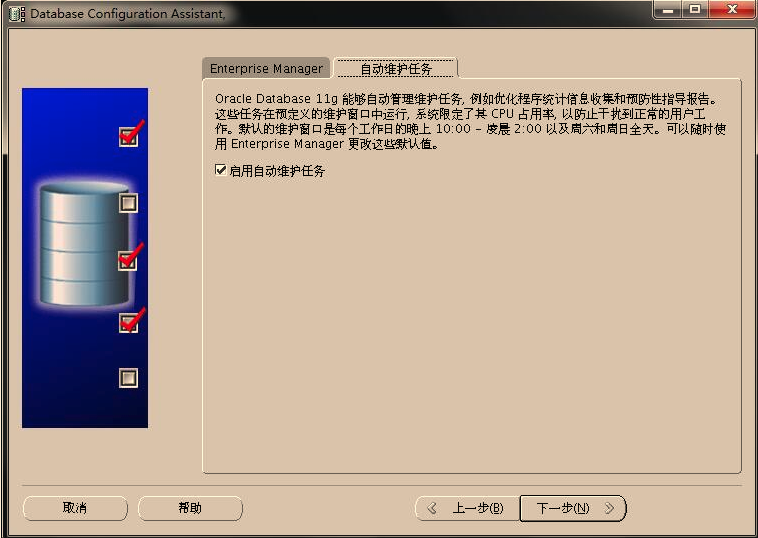 Database Configuration Assistant,
Enterprise Manager 自动维护任务
Oracle Database 11g 能够自动管理维护任务, 例如优化程序统计信息收集和预防性指导报告。
这些任务在预定义的维护窗口中运行, 系统限定了其 CPU 占用率, 以防止干扰到正常的用户工
作。默认的维护窗口是每个工作日的晚上 10:00 - 凌晨 2:00 以及周六和周日全天。可以随时使
用 Enterprise Manager 更改这些默认值。
启用自动维护任务
取消 帮助 上一步(B) 下一步(N)